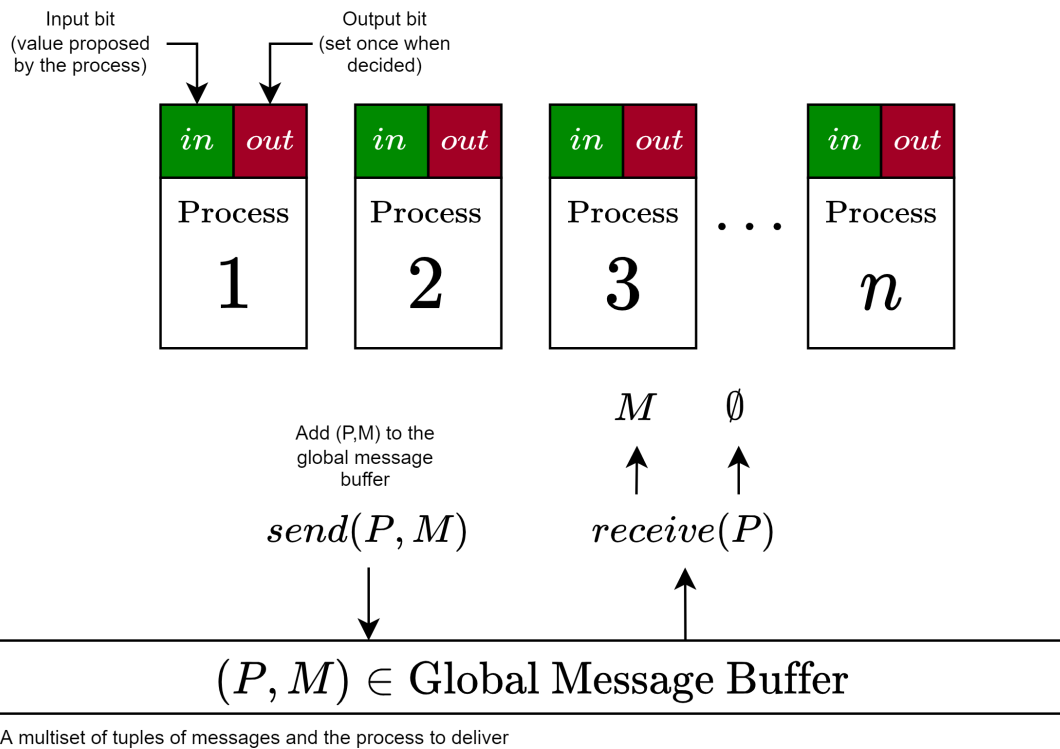 Input bit
(value proposed
by the process)
Output bit
(set once when
decided)
in out
in out
in out
in out
Process
1
Process
2
Process
3
...
Process
n
M ∅
Add (P,M) to the
global message
buffer
send(P, M)
receive(P)
(P, M) ∈ Global Message Buffer
A multiset of tuples of messages and the process to deliver